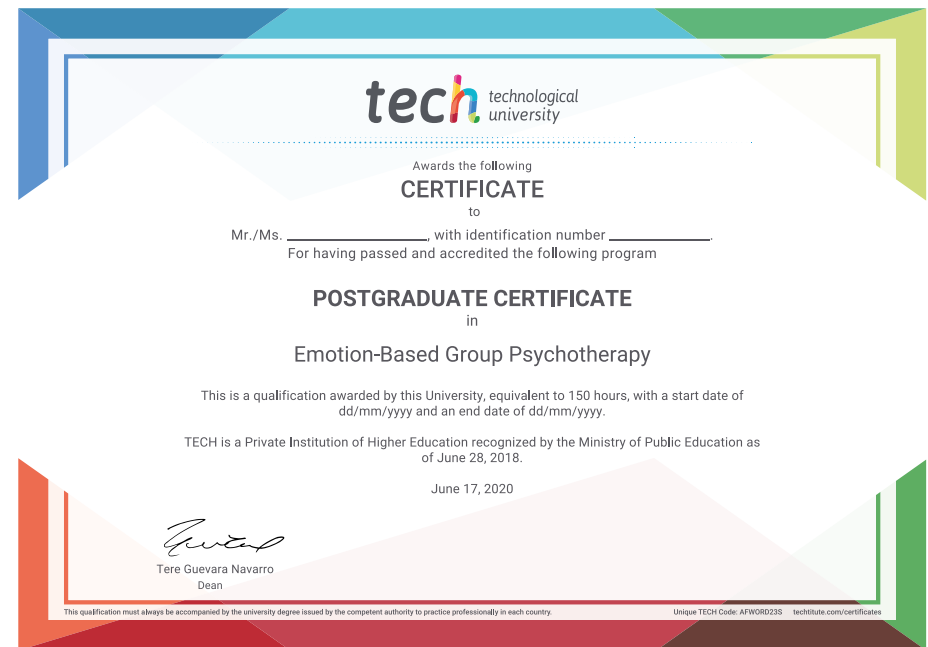 tech technological
university
Awards the following
CERTIFICATE
to
Mr./Ms. ____________, with identification number ____________.
For having passed and accredited the following program
POSTGRADUATE CERTIFICATE
in
Emotion-Based Group Psychotherapy
This is a qualification awarded by this University, equivalent to 150 hours, with a start date of
dd/mm/yyyy and an end date of dd/mm/yyyy.
TECH is a Private Institution of Higher Education recognized by the Ministry of Public Education as
of June 28, 2018.
June 17, 2020
Tere Guevara Navarro
Dean
This qualification must always be accompanied by the university degree issued by the competent authority to practice professionally in each country.
Unique TECH Code: AFWORD23S techtitute.com/certificates